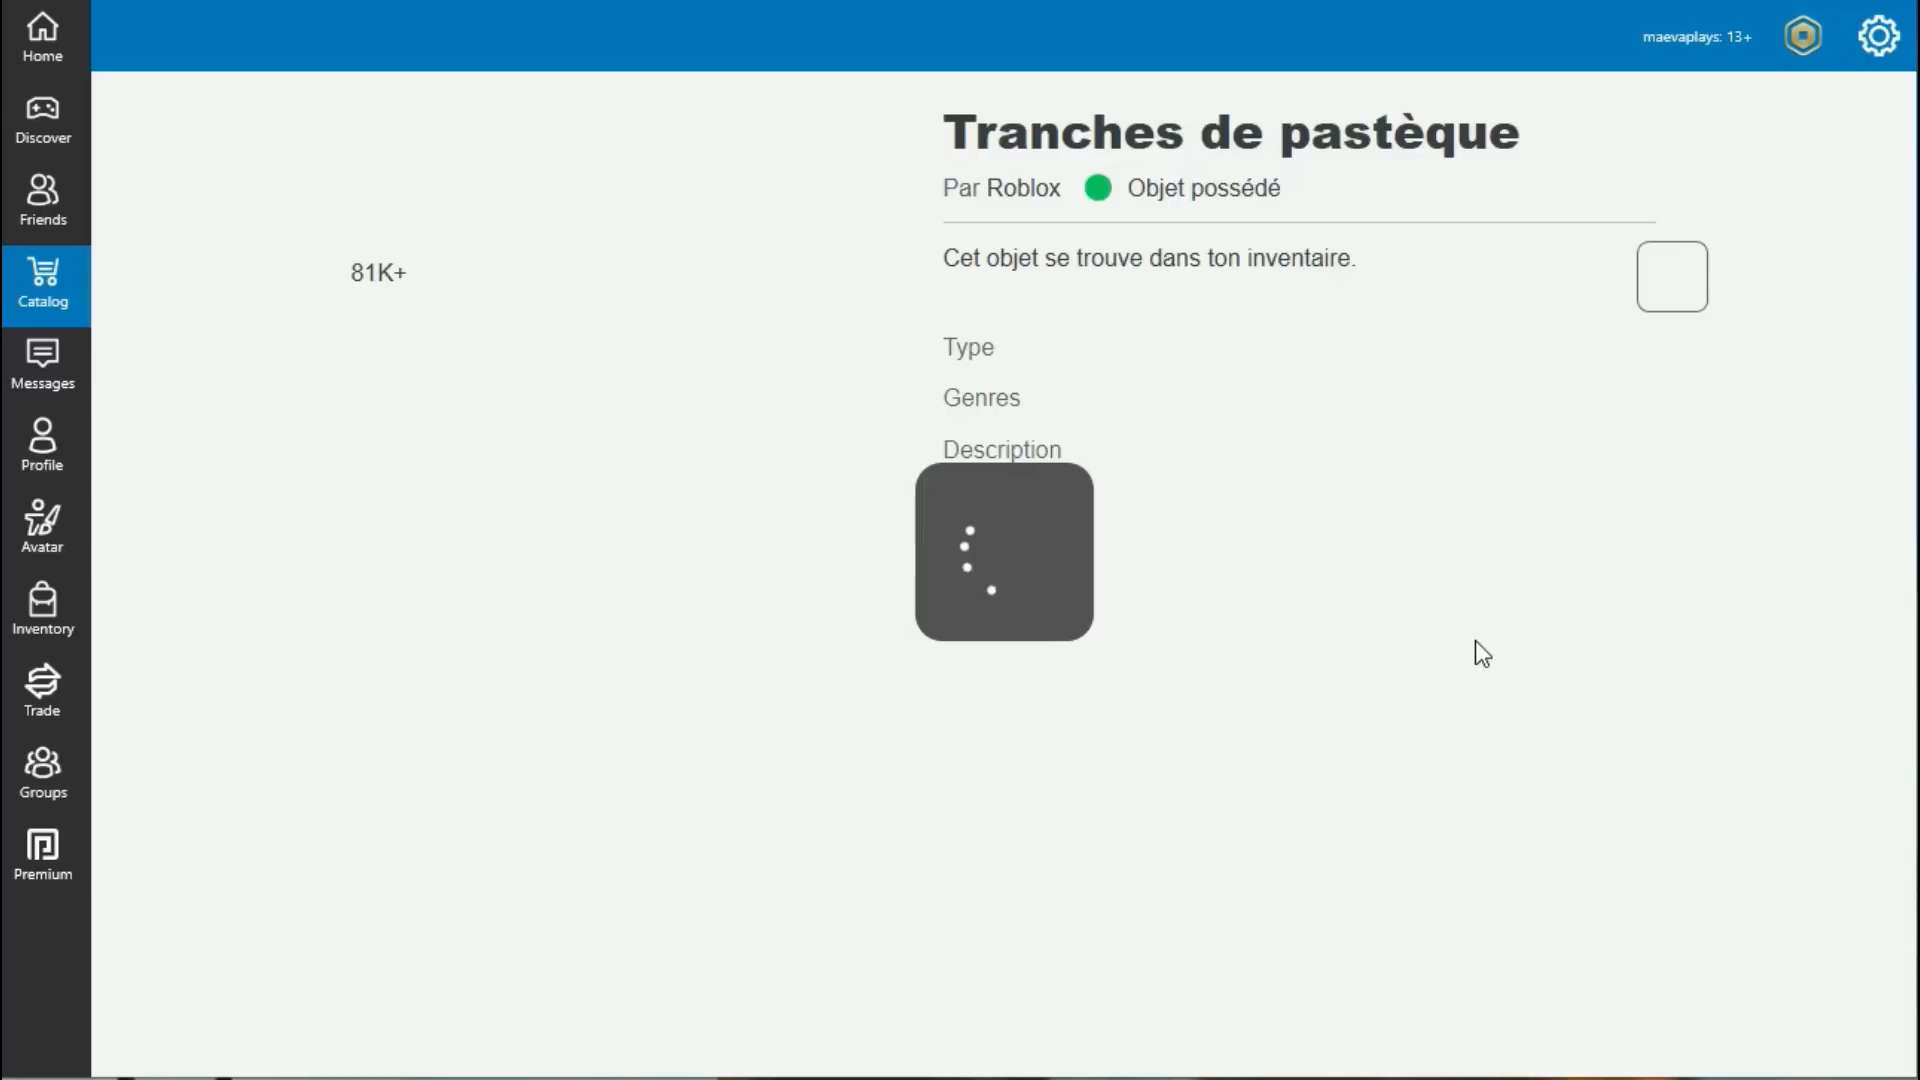 Home
Discover
Friends
Catalog
Messages
Profile
Avatar
Inventory
Trade
Groups
Premium
maevaplays: 13+
81K+
Tranches de pastèque
Par Roblox Objet possédé
Cet objet se trouve dans ton inventaire.
Type
Genres
Description